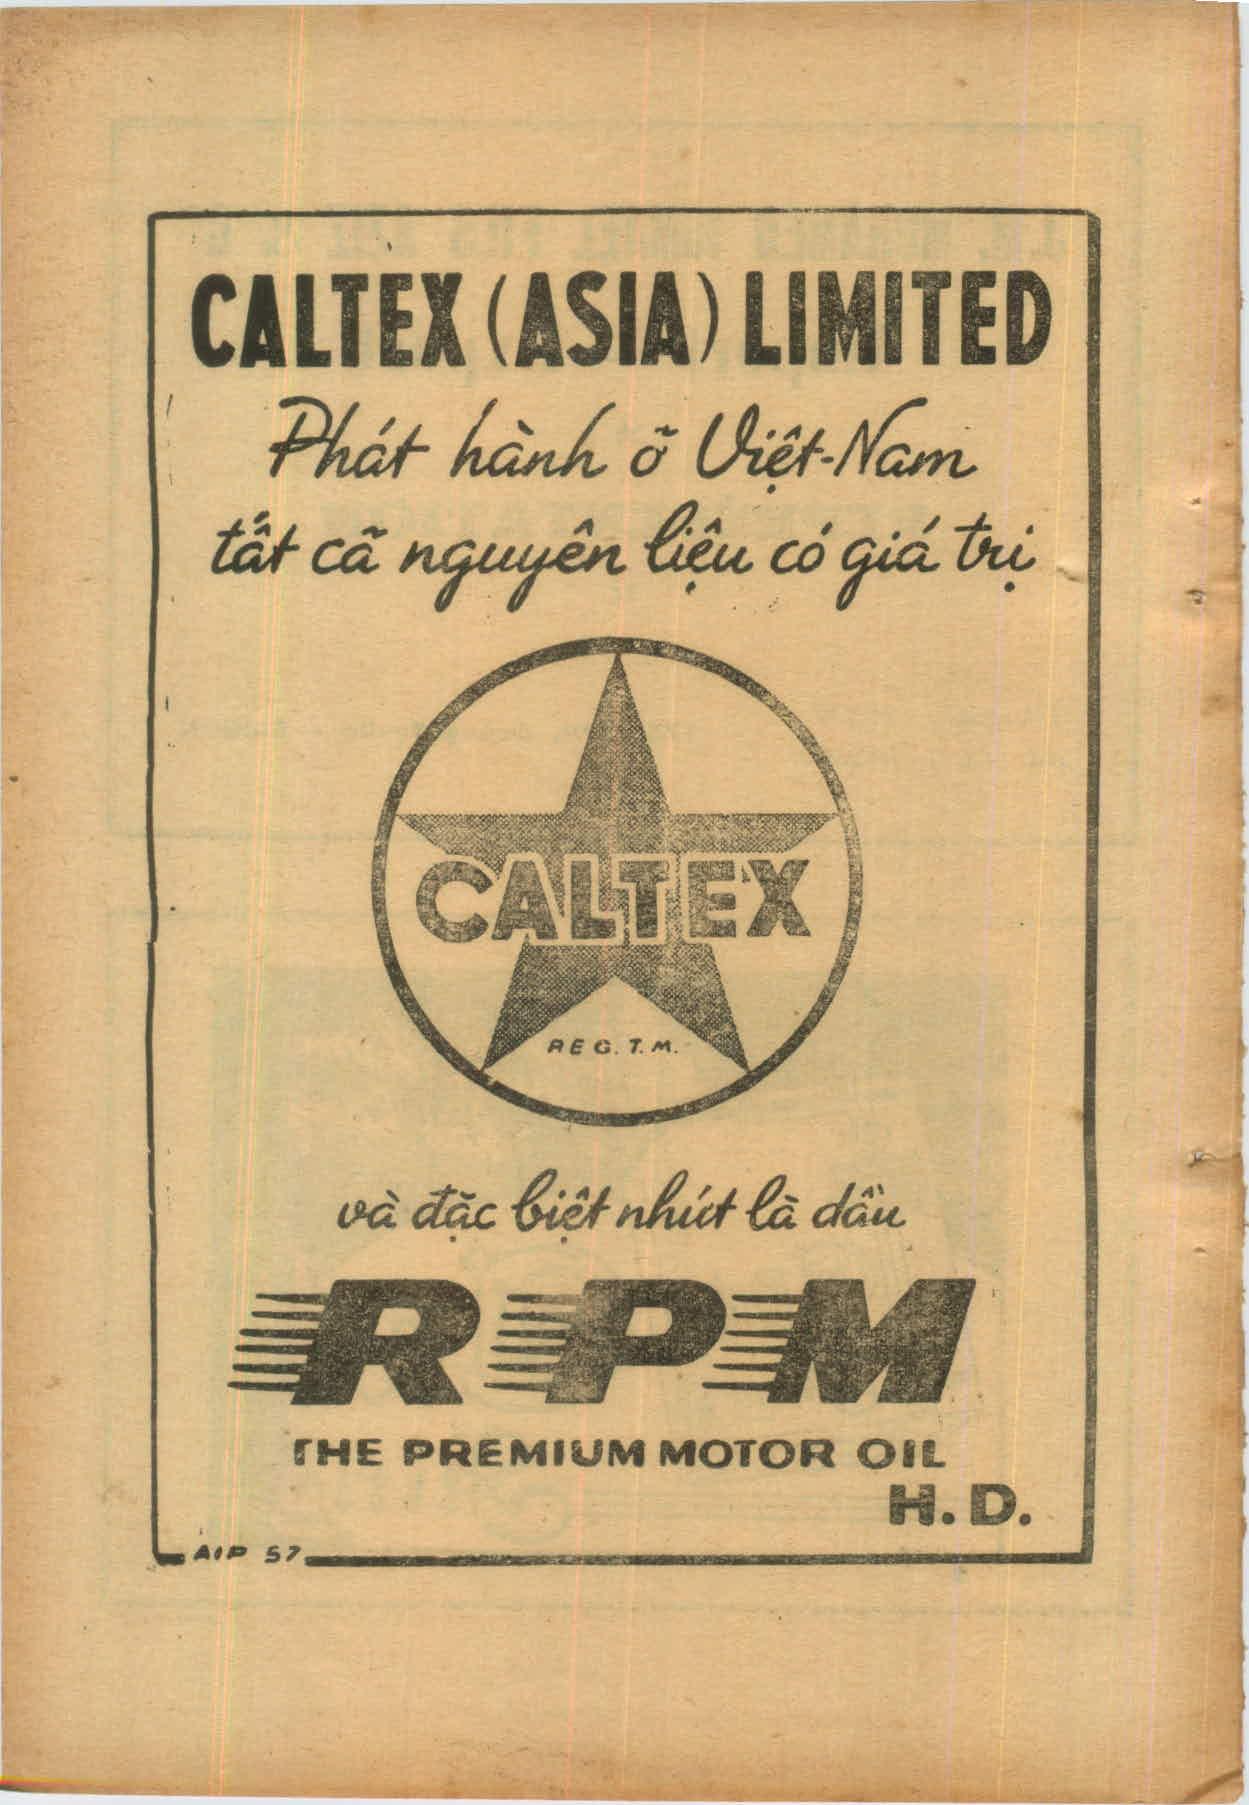 CALTEX (ASIA) LIMITED
Phát hành ỡ Việt-Nam
tất cã nguyên liệu có giá trị
CALTEX
REG. T.M.
và đặc biệt nhứt là dầu
RPM
THE PREMIUM MOTOR OIL
H. D.
AIP 57